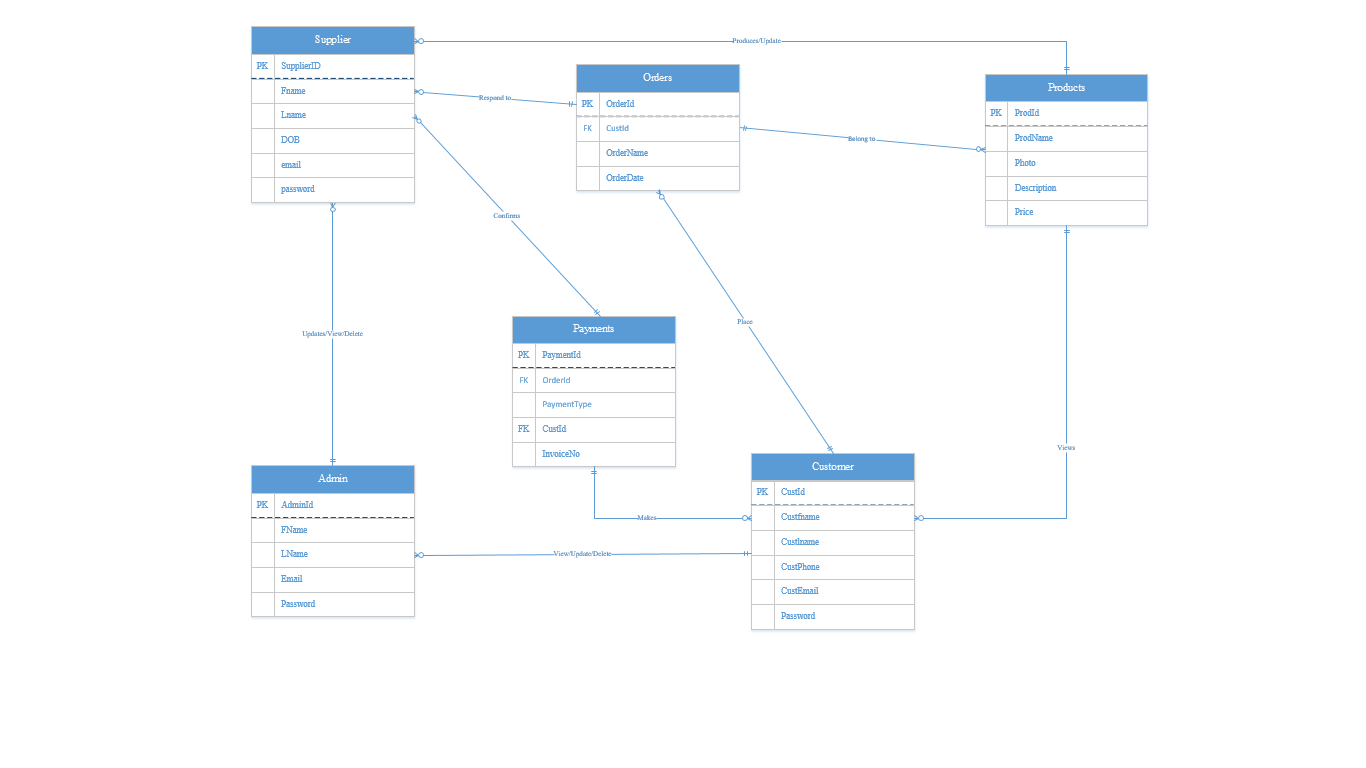 Supplier
PK SupplierID
Fname
Lname
DOB
email
password
Produces/Update
Respond to
Orders
PK OrderId
FK CustId
OrderName
OrderDate
Belong to
Products
PK ProdId
ProdName
Photo
Description
Price
Confirms
Updates/View/Delete
Place
Payments
PK PaymentId
FK OrderId
PaymentType
FK CustId
InvoiceNo
Views
Admin
PK AdminId
FName
LName
Email
Password
Makes
View/Update/Delete
Customer
PK CustId
Custfname
Custlname
CustPhone
CustEmail
Password